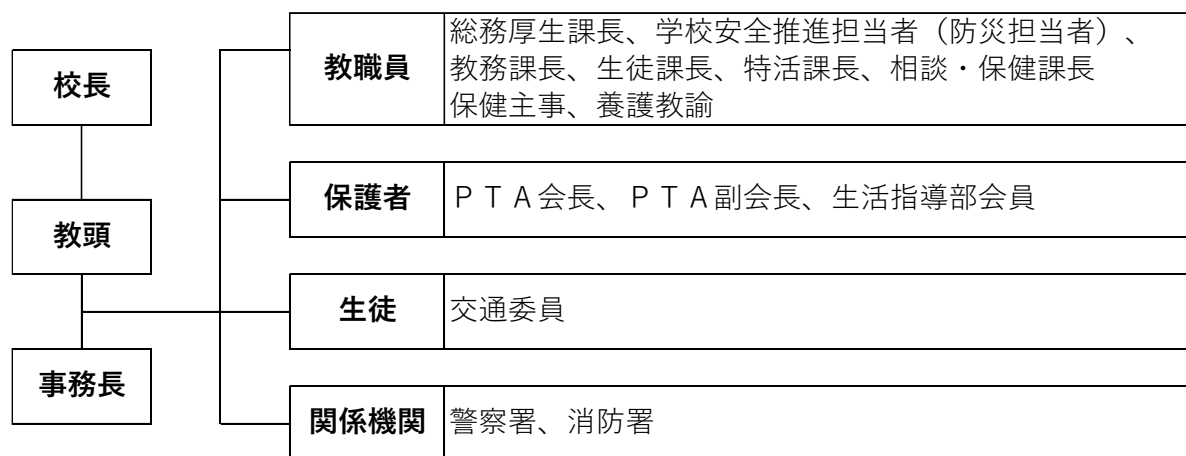 校長
教頭
事務長
教職員
総務厚生課長、学校安全推進担当者（防災担当者）、
教務課長、生徒課長、特活課長、相談・保健課長
保健主事、養護教諭
保護者
ＰＴＡ会長、ＰＴＡ副会長、生活指導部会員
生徒
交通委員
関係機関
警察署、消防署